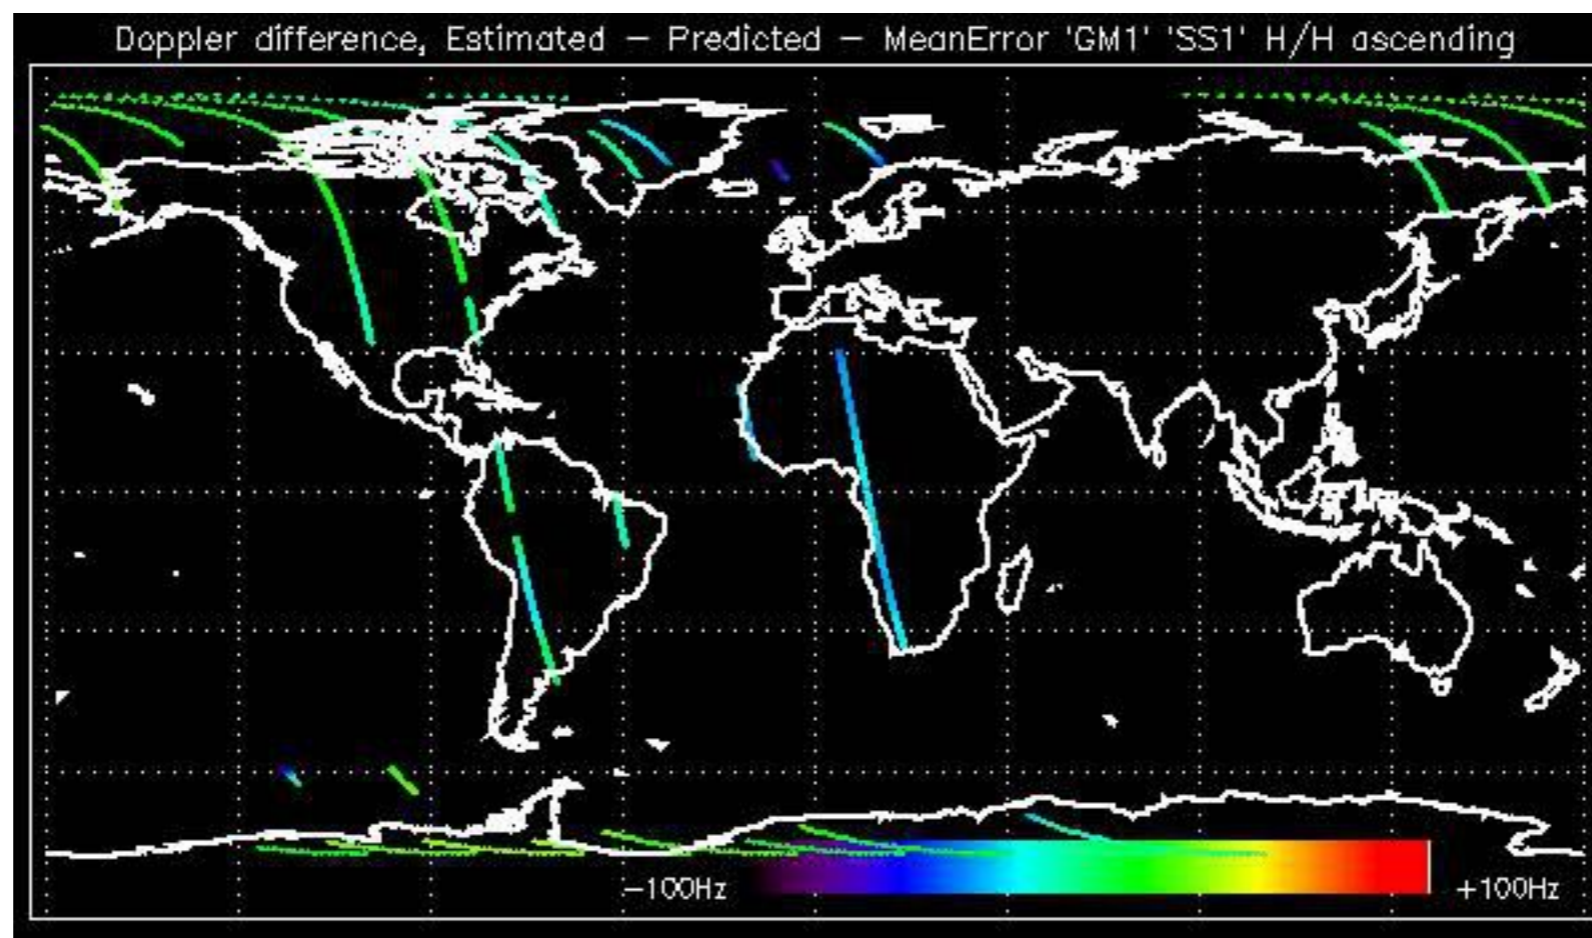 Doppler difference, Estimated – Predicted – MeanError 'GM1' 'SS1' H/H ascending
–100Hz +100Hz